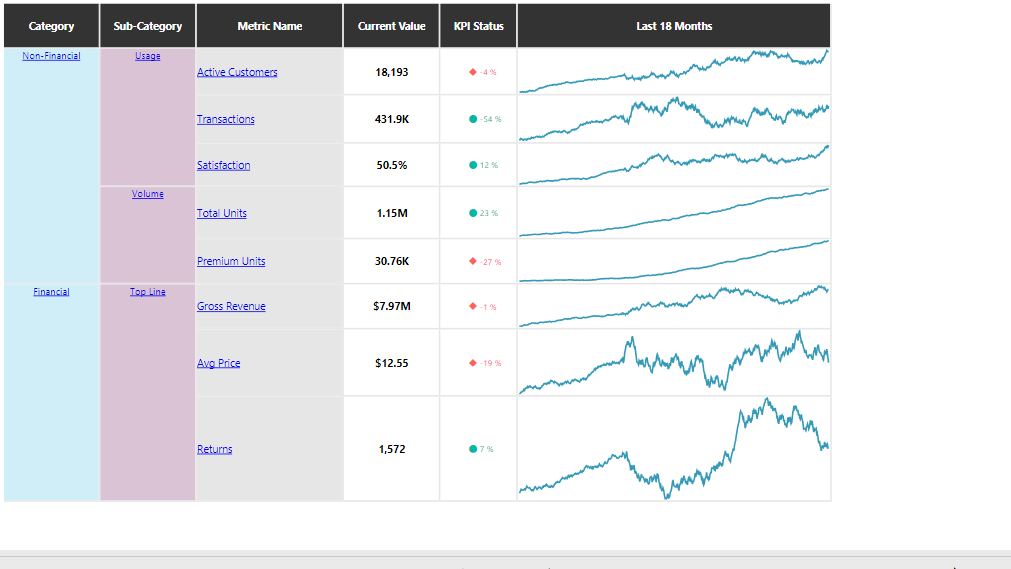 Category Sub-Category Metric Name Current Value KPI Status Last 18 Months
Non-Financial Usage
Active Customers 18,193 -4 %
Transactions 431.9K -54 %
Satisfaction 50.5% 12 %
Volume
Total Units 1.15M 23 %
Premium Units 30.76K -27 %
Financial Top Line
Gross Revenue $7.97M -1 %
Avg Price $12.55 -19 %
Returns 1,572 7 %